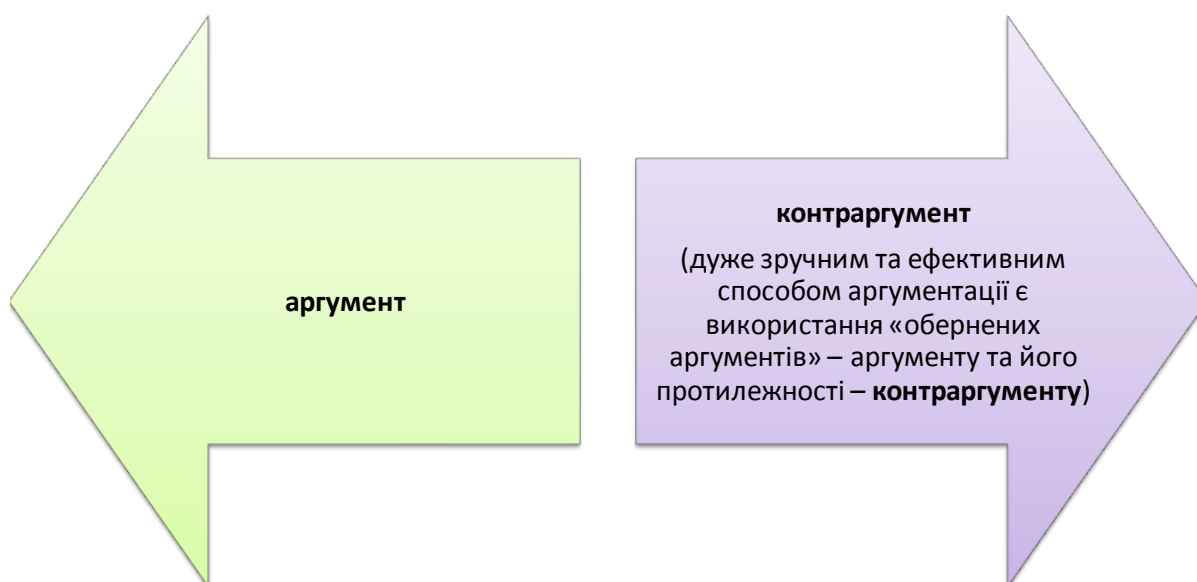 аргумент
контраргумент
(дуже зручним та ефективним
способом аргументації є
використання «обернених
аргументів» – аргументу та його
протилежності – контраргументу)